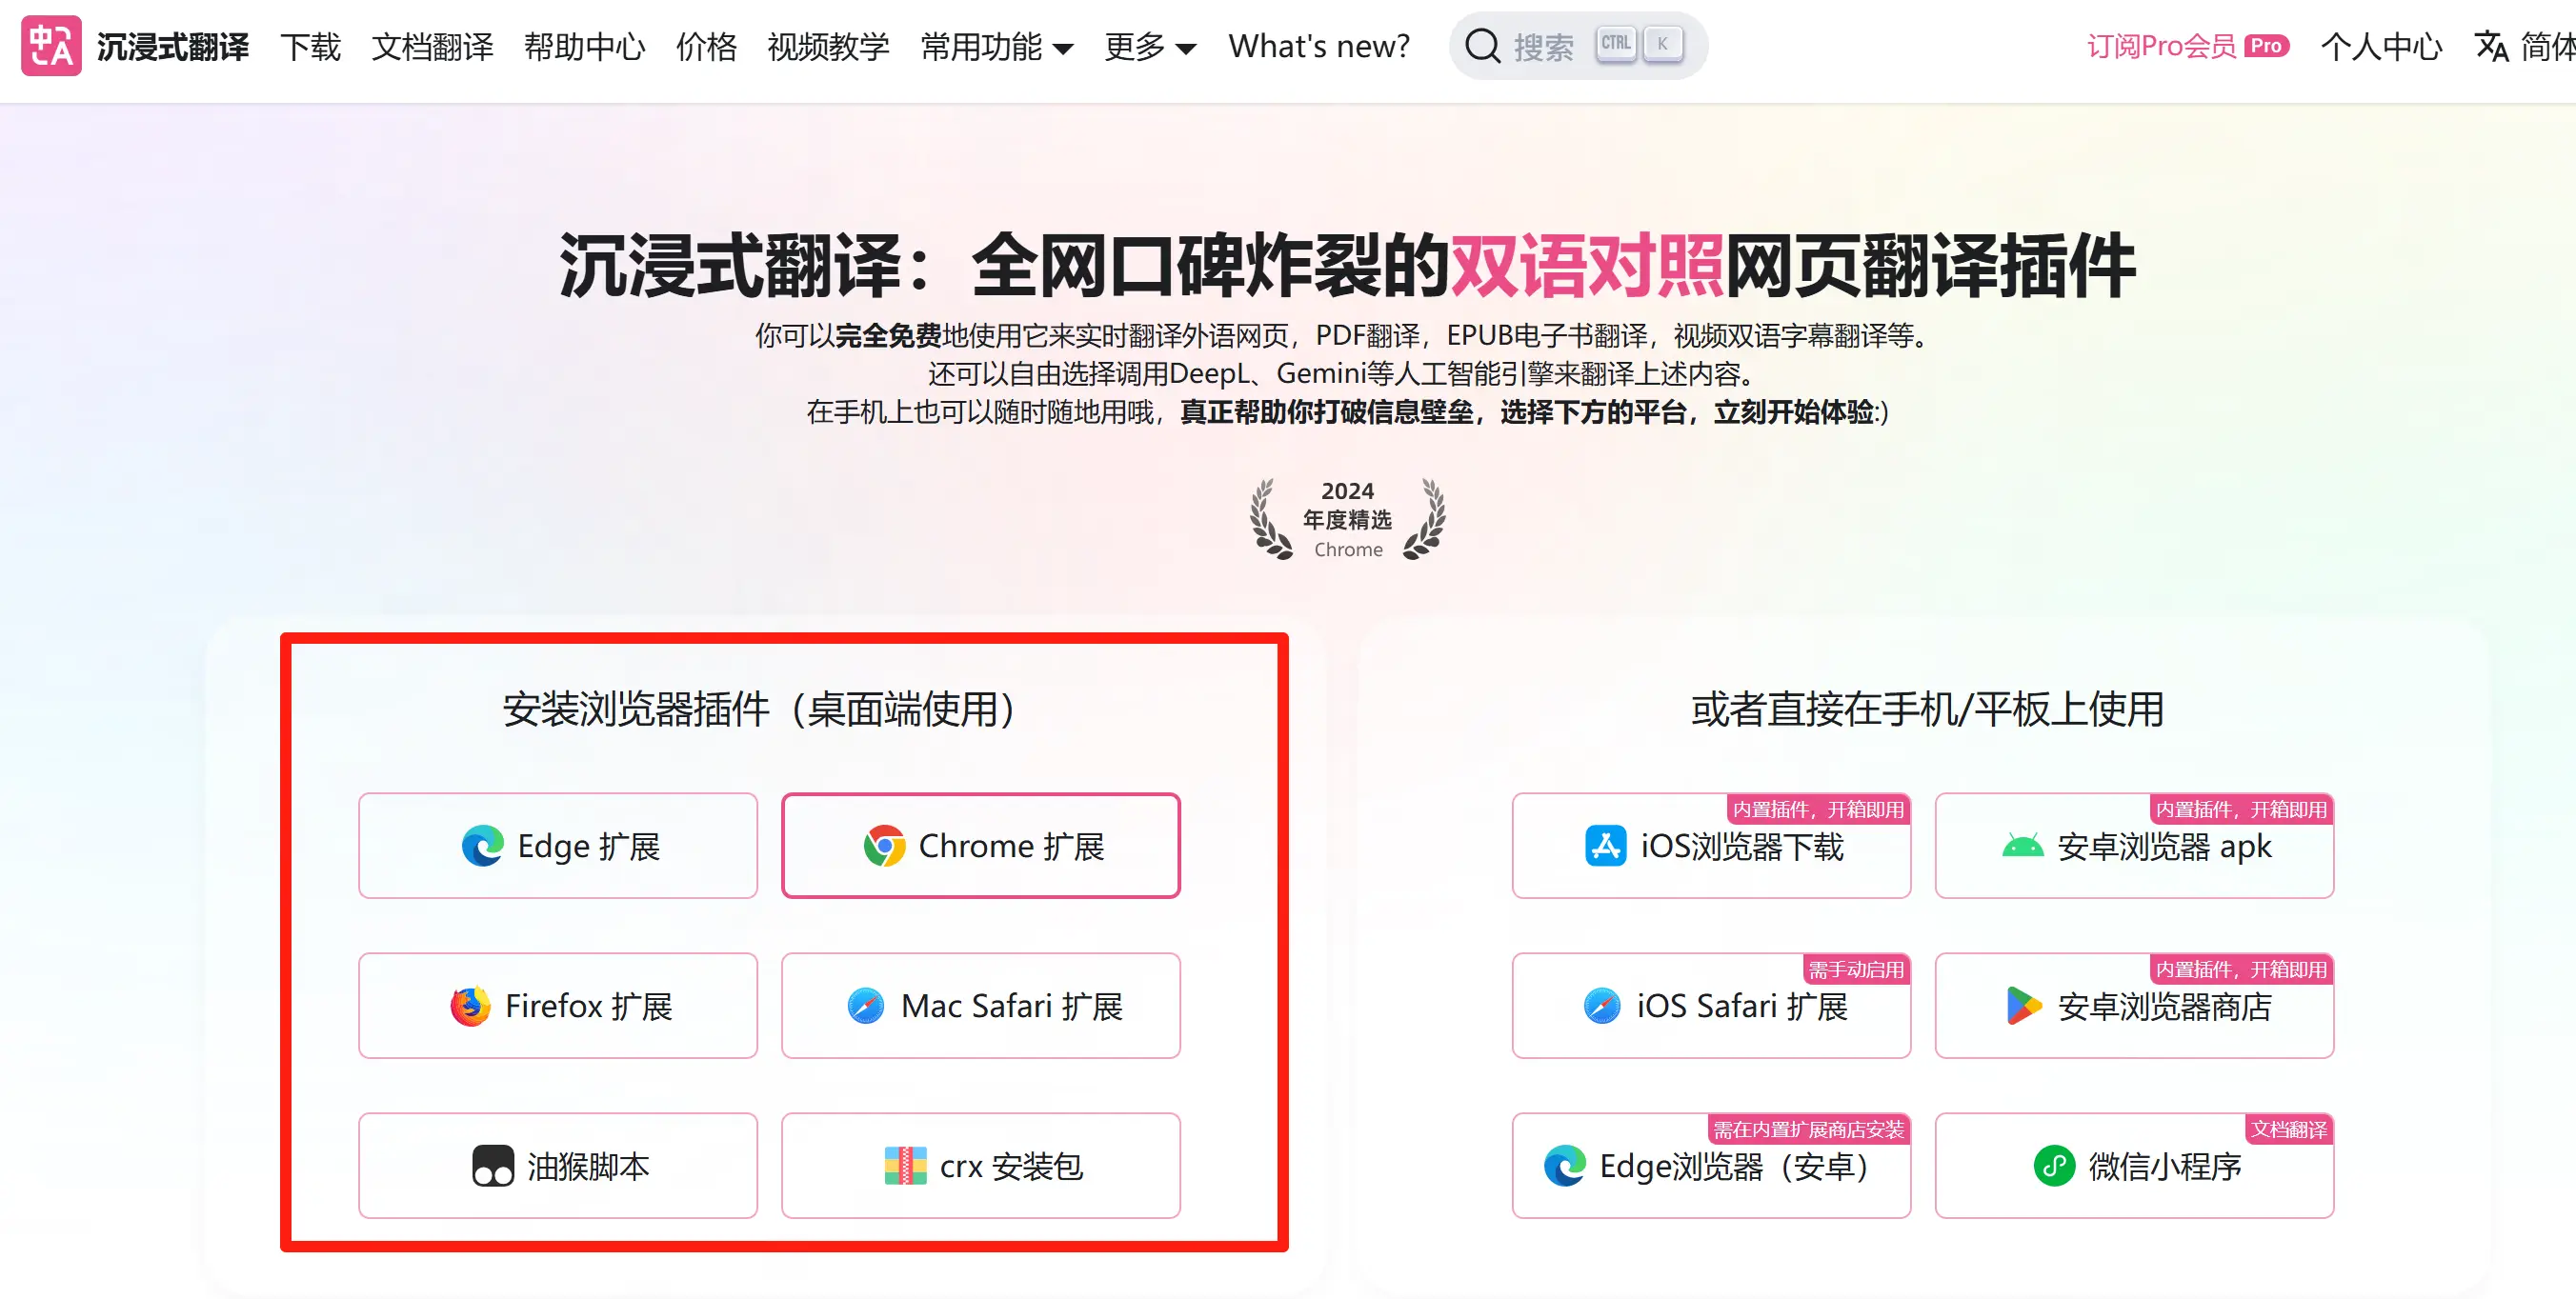 沉浸式翻译 下载 文档翻译 帮助中心 价格 视频教学 常用功能 更多 What's new? 搜索 CTRL K 订阅Pro会员 Pro 个人中心 简体
沉浸式翻译：全网口碑炸裂的双语对照网页翻译插件
你可以完全免费地使用它来实时翻译外语网页，PDF翻译，EPUB电子书翻译，视频双语字幕翻译等。
还可以自由选择调用DeepL、Gemini等人工智能引擎来翻译上述内容。
在手机上也可以随时随地用哦，真正帮助你打破信息壁垒，选择下方的平台，立刻开始体验:)
2024
年度精选
Chrome
安装浏览器插件（桌面端使用）
Edge 扩展
Chrome 扩展
Firefox 扩展
Mac Safari 扩展
油猴脚本
crx 安装包
或者直接在手机/平板上使用
内置插件，开箱即用
iOS浏览器下载
内置插件，开箱即用
安卓浏览器 apk
需手动启用
iOS Safari 扩展
内置插件，开箱即用
安卓浏览器商店
需在内置扩展商店安装
Edge浏览器（安卓）
文档翻译
微信小程序